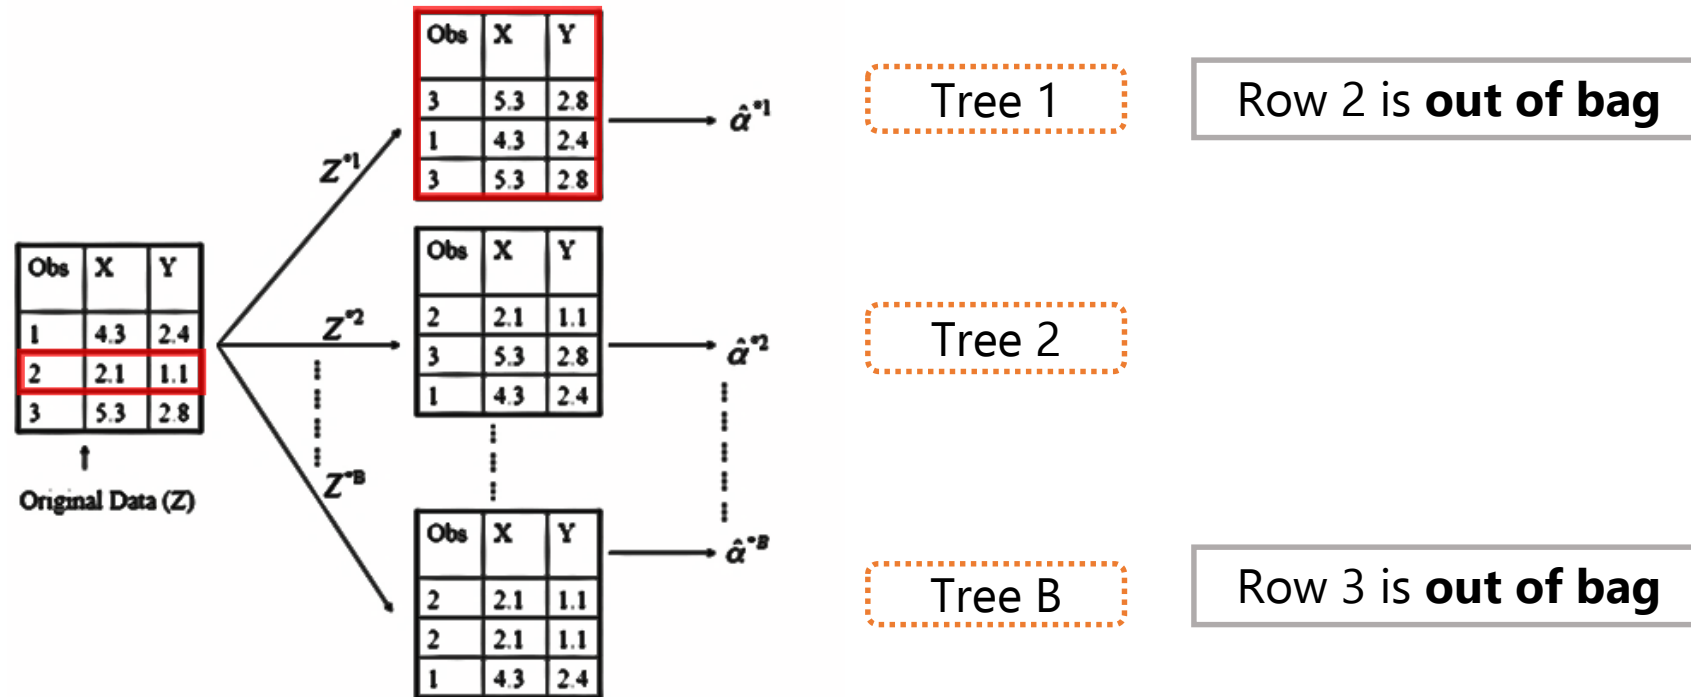 Obs X Y
3 5.3 2.8
1 4.3 2.4
3 5.3 2.8
Z*1
α̂*1
Tree 1
Row 2 is out of bag
Obs X Y
1 4.3 2.4
2 2.1 1.1
3 5.3 2.8
Original Data (Z)
Z*2
Obs X Y
2 2.1 1.1
3 5.3 2.8
1 4.3 2.4
α̂*2
Tree 2
Z*B
Obs X Y
2 2.1 1.1
2 2.1 1.1
1 4.3 2.4
α̂*B
Tree B
Row 3 is out of bag